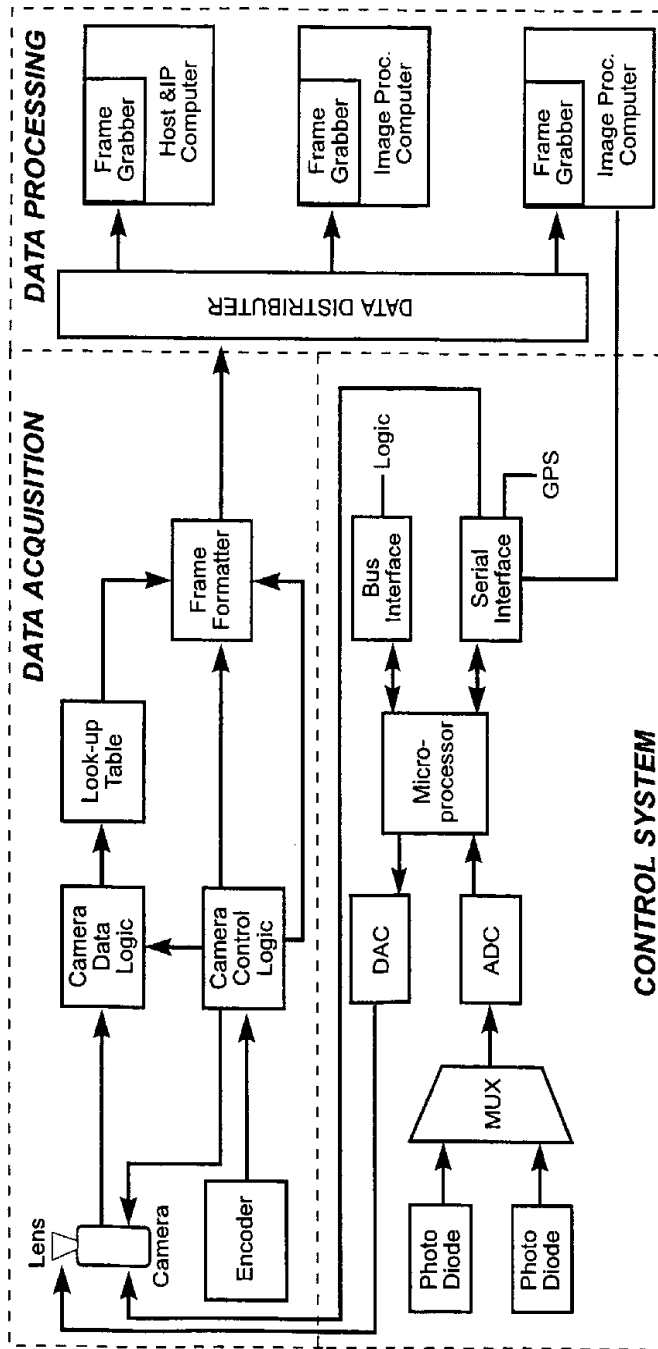 DATA ACQUISITION
Lens
Camera
Camera
Data
Logic
Look-up
Table
Encoder
Camera
Control
Logic
Frame
Formatter
DATA PROCESSING
DATA DISTRIBUTER
Frame
Grabber
Host &IP
Computer
Frame
Grabber
Image Proc.
Computer
Frame
Grabber
Image Proc.
Computer
Photo
Diode
Photo
Diode
MUX
DAC
ADC
Micro-
processor
Bus
Interface
Logic
Serial
Interface
GPS
CONTROL SYSTEM